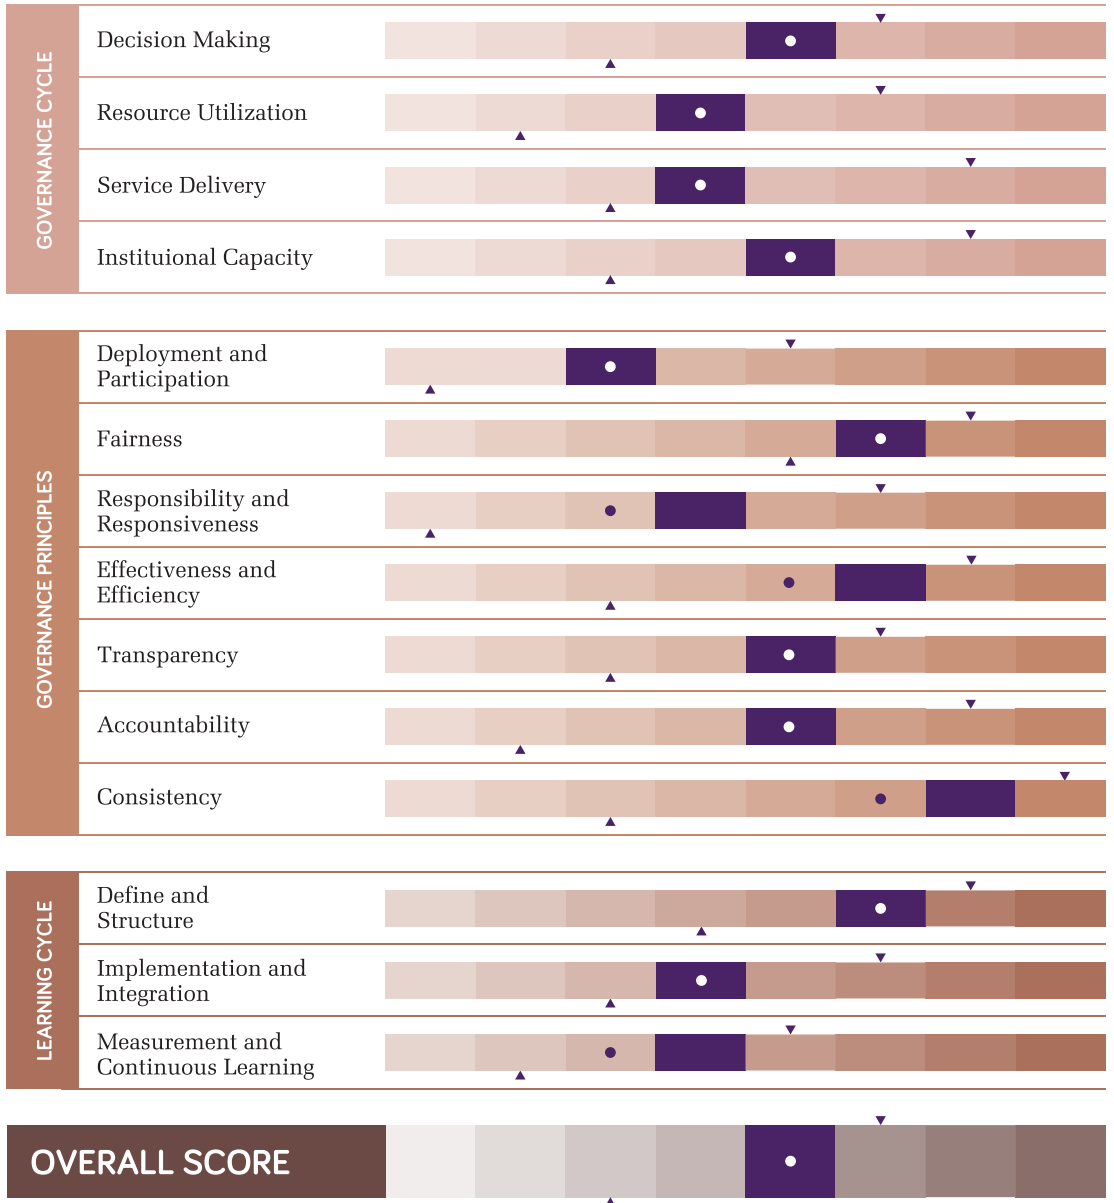 GOVERNANCE CYCLE
Decision Making
Resource Utilization
Service Delivery
Instituional Capacity
GOVERNANCE PRINCIPLES
Deployment and
Participation
Fairness
Responsibility and
Responsiveness
Effectiveness and
Efficiency
Transparency
Accountability
Consistency
LEARNING CYCLE
Define and
Structure
Implementation and
Integration
Measurement and
Continuous Learning
OVERALL SCORE